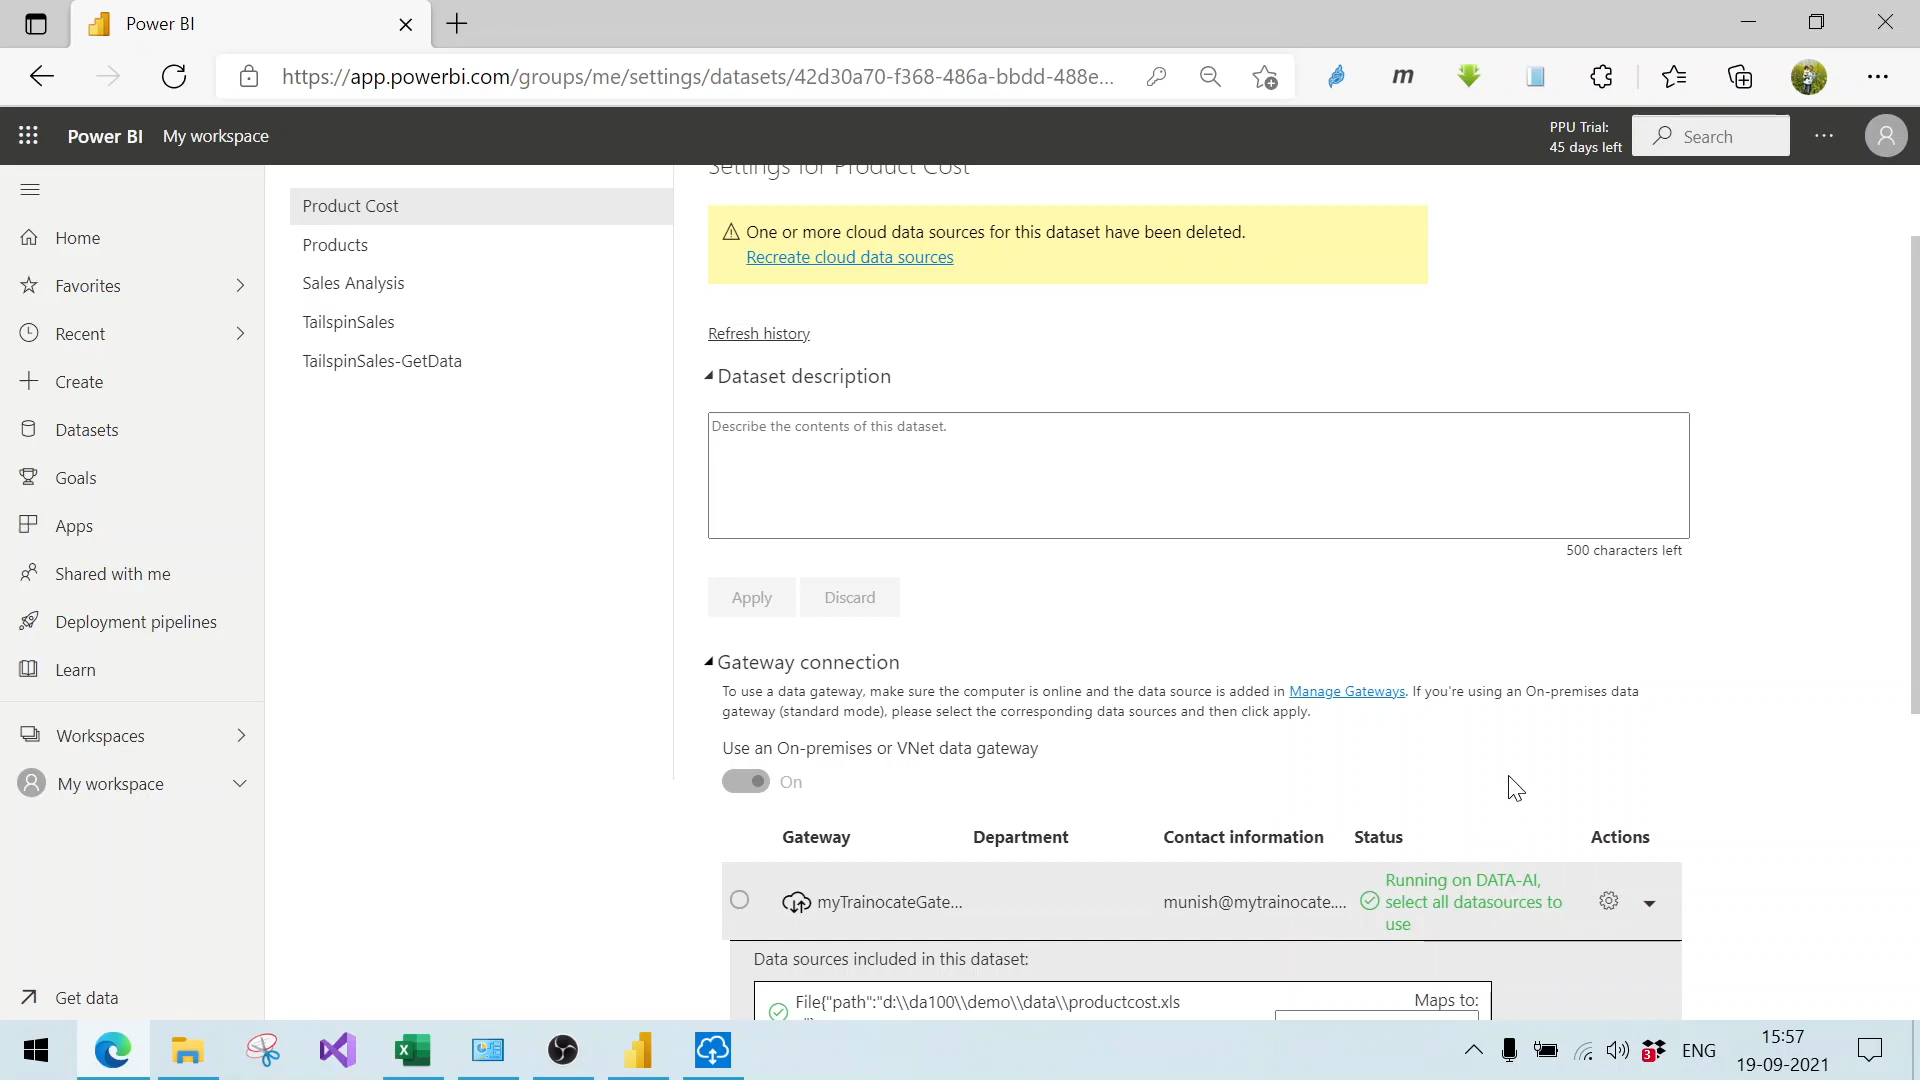 Power BI
https://app.powerbi.com/groups/me/settings/datasets/42d30a70-f368-486a-bbdd-488e...
m
Power BI
My workspace
PPU Trial:
45 days left
Search
Home
Favorites
Recent
Create
Datasets
Goals
Apps
Shared with me
Deployment pipelines
Learn
Workspaces
My workspace
Get data
Product Cost
Products
Sales Analysis
TailspinSales
TailspinSales-GetData
Settings for Product Cost
One or more cloud data sources for this dataset have been deleted.
Recreate cloud data sources
Refresh history
Dataset description
Describe the contents of this dataset.
500 characters left
Apply
Discard
Gateway connection
To use a data gateway, make sure the computer is online and the data source is added in Manage Gateways. If you're using an On-premises data
gateway (standard mode), please select the corresponding data sources and then click apply.
Use an On-premises or VNet data gateway
On
Gateway
Department
Contact information
Status
Actions
myTrainocateGate...
munish@mytrainocate....
Running on DATA-AI,
select all datasources to
use
Data sources included in this dataset:
File{"path":"d:\\da100\\demo\\data\\productcost.xls
Maps to:
3
ENG
15:57
19-09-2021